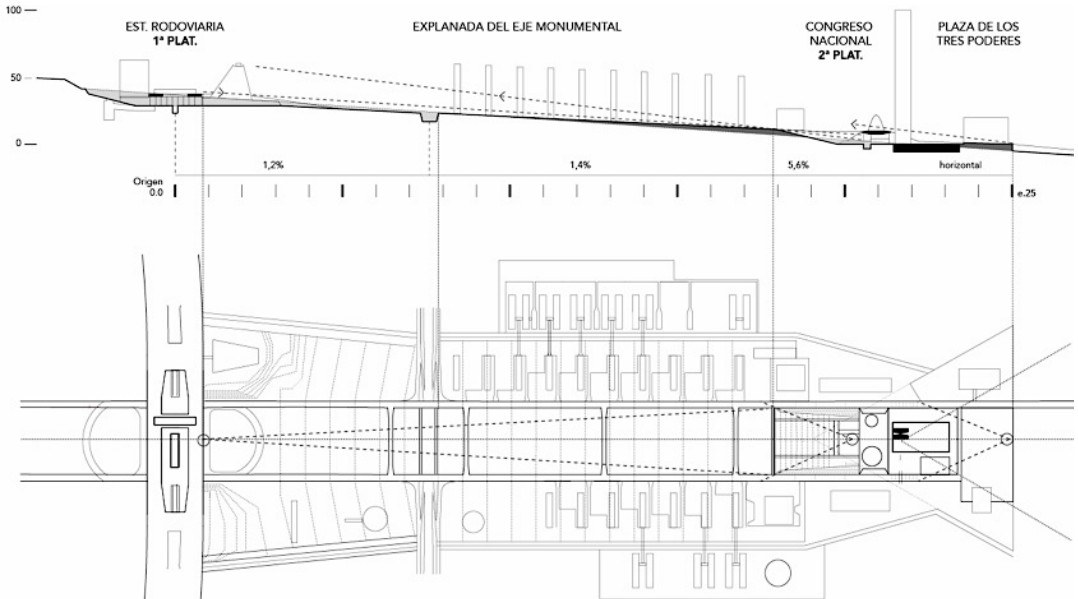 100
50
0
EST. RODOVIARIA
1ª PLAT.
EXPLANADA DEL EJE MONUMENTAL
CONGRESO
NACIONAL
2ª PLAT.
PLAZA DE LOS
TRES PODERES
1,2%
1,4%
5,6%
horizontal
Origen
0.0
e.25